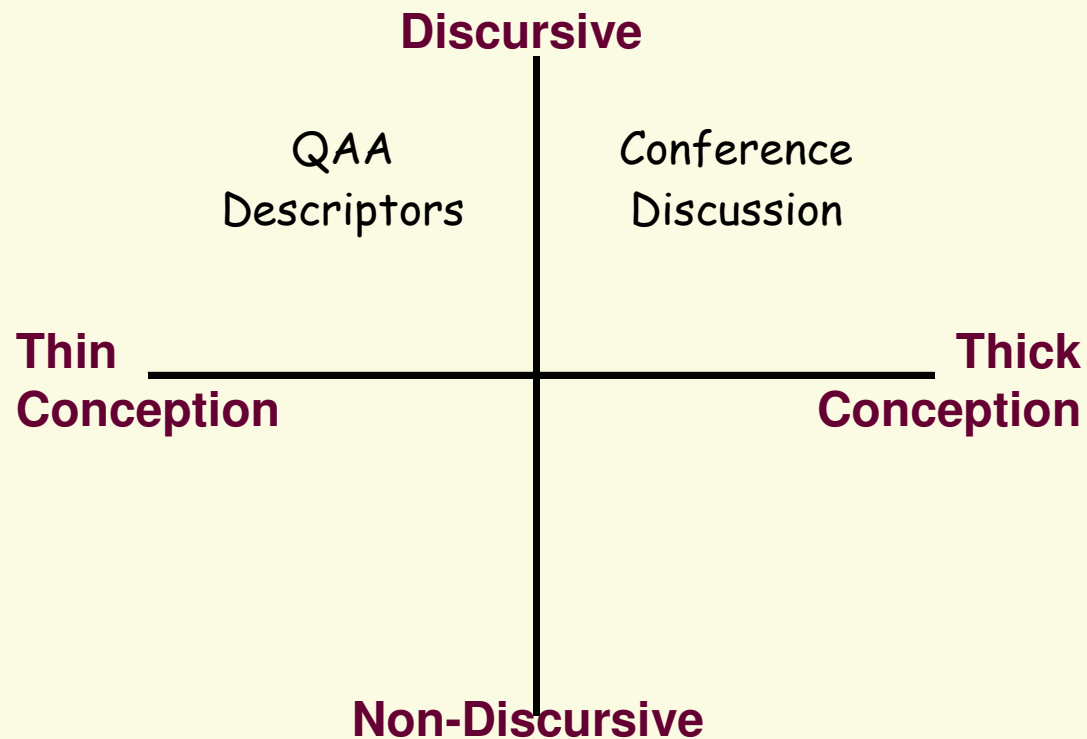 Discursive
QAA
Descriptors
Conference
Discussion
Thin
Conception
Thick
Conception
Non-Discursive